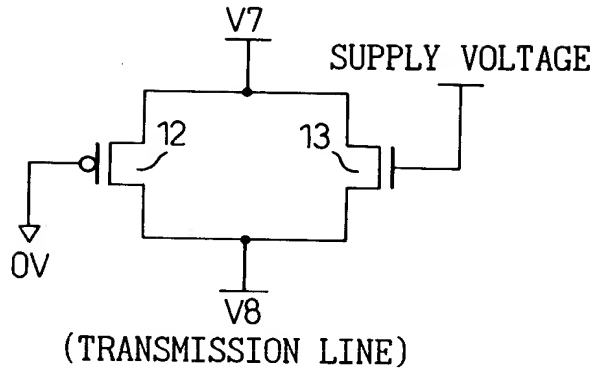 V7
SUPPLY VOLTAGE
12
13
0V
V8
(TRANSMISSION LINE)